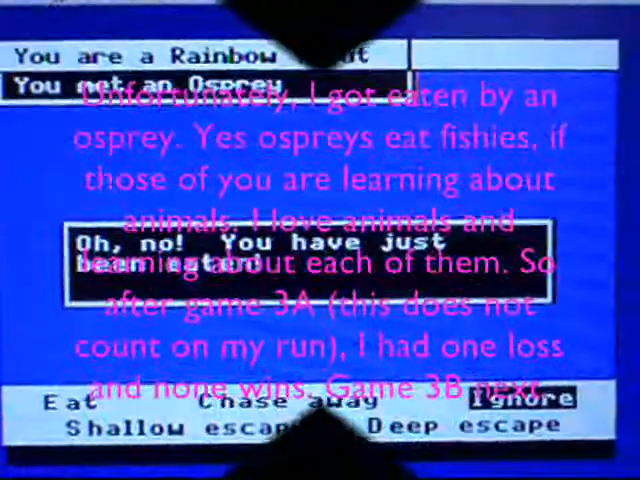 You are a Rainbow
You met an Osprey
Unfortunately, I got eaten by an
osprey. Yes ospreys eat fishies, if
those of you are learning about
animals. I love animals and
Oh, no! You have just
been eaten!
learning about each of them. So
after game 3A (this does not
count on my run), I had one loss
and none wins. Game 3B next.
Eat Chase away Ignore
Shallow escape Deep escape